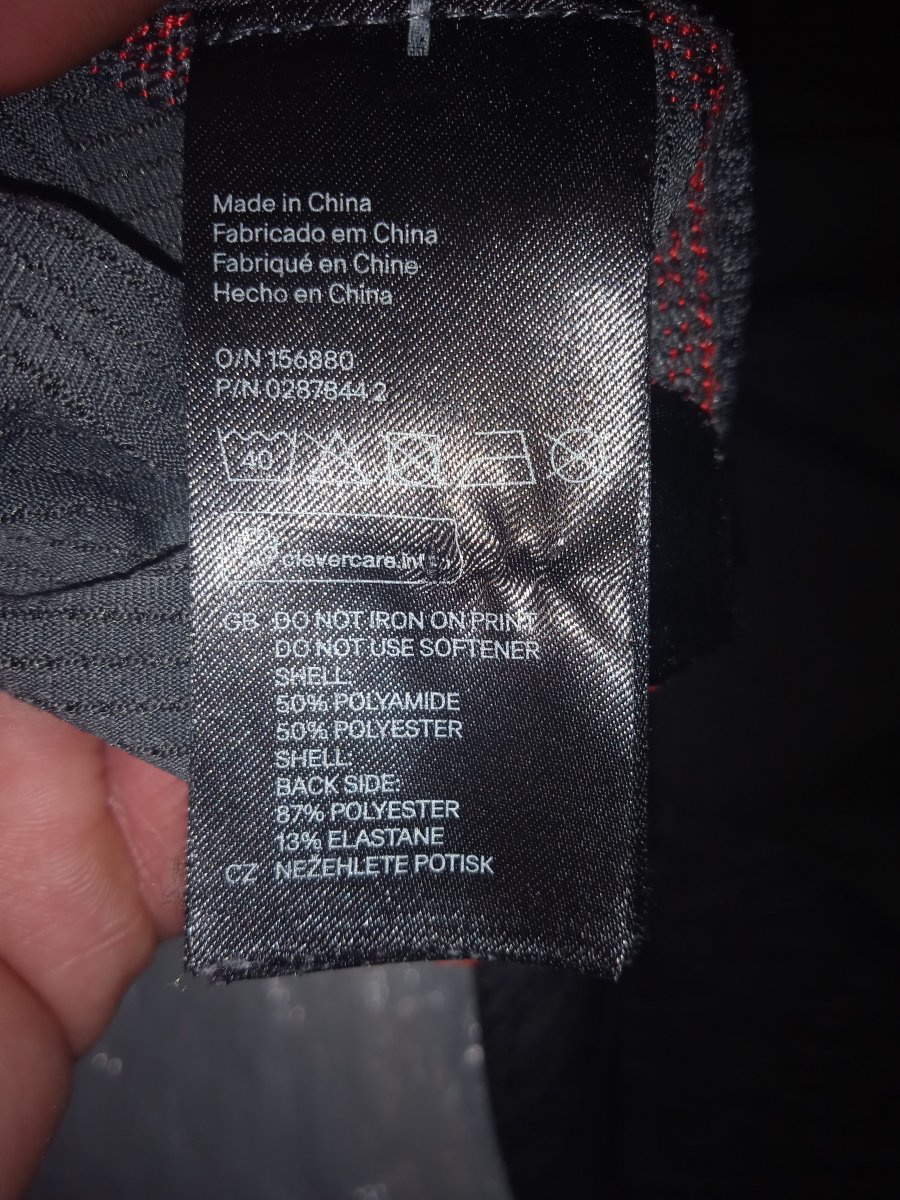 Made in China
Fabricado em China
Fabriqué en Chine
Hecho en China
O/N 156880
P/N 0287844 2
40
clevercare.inf
GB DO NOT IRON ON PRINT
DO NOT USE SOFTENER
SHELL:
50% POLYAMIDE
50% POLYESTER
SHELL:
BACK SIDE:
87% POLYESTER
13% ELASTANE
CZ NEŽEHLETE POTISK